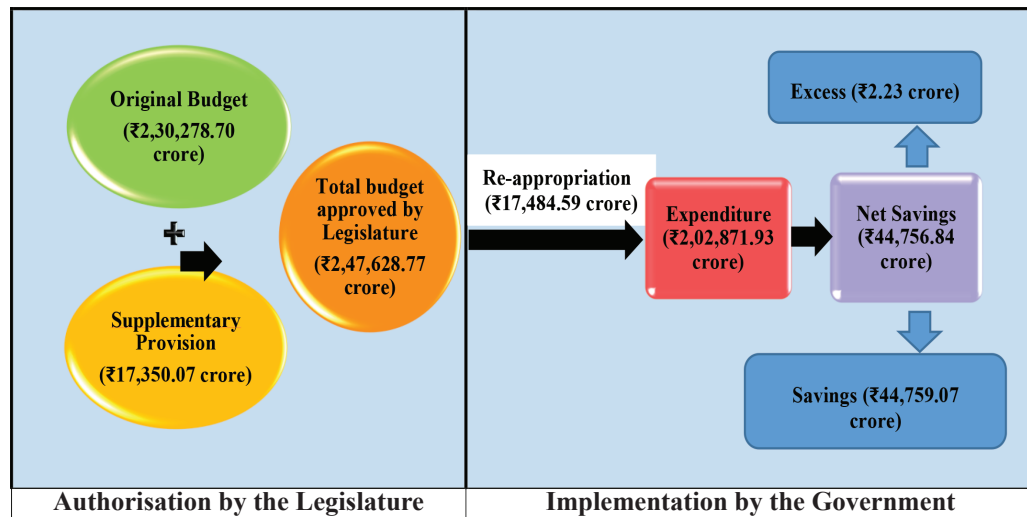 Original Budget
(₹2,30,278.70
crore)
Supplementary
Provision
(₹17,350.07 crore)
Total budget
approved by
Legislature
(₹2,47,628.77
crore)
Re-appropriation
(₹17,484.59 crore)
Expenditure
(₹2,02,871.93
crore)
Net Savings
(₹44,756.84
crore)
Excess (₹2.23 crore)
Savings (₹44,759.07
crore)
Authorisation by the Legislature
Implementation by the Government